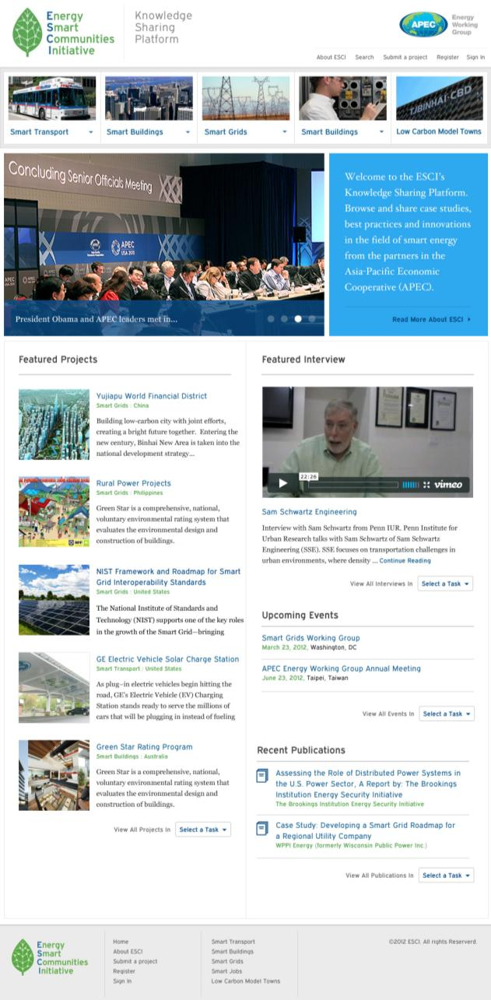 Energy
Smart
Communities
Initiative
Knowledge
Sharing
Platform
APEC
Energy
Working
Group
About ESCI
Search
Submit a project
Register
Sign In
TJBINHAI-CBD
Smart Transport
Smart Buildings
Smart Grids
Smart Buildings
Low Carbon Model Towns
Concluding Senior Officials Meeting
APEC
USA 2011
APEC
President Obama and APEC leaders met in...
Welcome to the ESCI's
Knowledge Sharing Platform.
Browse and share case studies,
best practices and innovations
in the field of smart energy
from the partners in the
Asia-Pacific Economic
Cooperative (APEC).
Read More About ESCI
Featured Projects
Yujiapu World Financial District
Smart Grids : China
Building low-carbon city with joint efforts,
creating a bright future together. Entering the
new century, Binhai New Area is taken into the
national development strategy...
Rural Power Projects
Smart Grids : Philippines
Green Star is a comprehensive, national,
voluntary environmental rating system that
evaluates the environmental design and
construction of buildings.
NIST Framework and Roadmap for Smart
Grid Interoperability Standards
Smart Grids : United States
The National Institute of Standards and
Technology (NIST) supports one of the key roles
in the growth of the Smart Grid—bringing
GE Electric Vehicle Solar Charge Station
Smart Transport : United States
As plug-in electric vehicles begin hitting the
road, GE's Electric Vehicle (EV) Charging
Station stands ready to serve the millions of
cars that will be plugging in instead of fueling
Green Star Rating Program
Smart Buildings : Australia
Green Star is a comprehensive, national,
voluntary environmental rating system that
evaluates the environmental design and
construction of buildings.
View All Projects In
Select a Task
Featured Interview
22:26
vimeo
Sam Schwartz Engineering
Interview with Sam Schwartz from Penn IUR. Penn Institute for
Urban Research talks with Sam Schwartz of Sam Schwartz
Engineering (SSE). SSE focuses on transportation challenges in
urban environments, where density ... Continue Reading
View All Interviews In
Select a Task
Upcoming Events
Smart Grids Working Group
March 23, 2012, Washington, DC
APEC Energy Working Group Annual Meeting
June 23, 2012, Taipei, Taiwan
View All Events In
Select a Task
Recent Publications
Assessing the Role of Distributed Power Systems in
the U.S. Power Sector, A Report by: The Brookings
Institution Energy Security Initiative
The Brookings Institution Energy Security Initiative
Case Study: Developing a Smart Grid Roadmap for
a Regional Utility Company
WPPI Energy (formerly Wisconsin Public Power Inc.)
View All Publications In
Select a Task
Energy
Smart
Communities
Initiative
Home
About ESCI
Submit a project
Register
Sign In
Smart Transport
Smart Buildings
Smart Grids
Smart Jobs
Low Carbon Model Towns
©2012 ESCI. All rights Reserverd.